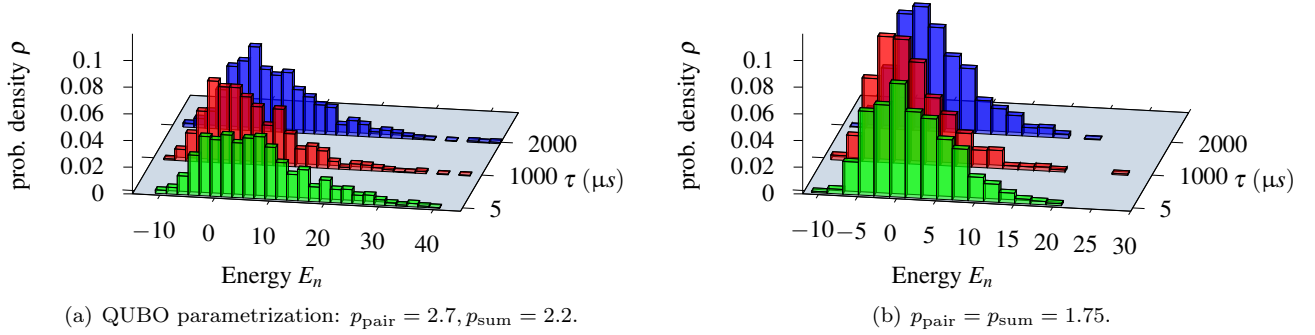 prob. density ρ
0.1
0.08
0.06
0.04
0.02
0
−10 0 10 20 30 40
Energy E_n
2000
1000
5
τ (μs)
(a) QUBO parametrization: p_pair = 2.7, p_sum = 2.2.
prob. density ρ
0.1
0.08
0.06
0.04
0.02
0
−10 −5 0 5 10 15 20 25 30
Energy E_n
2000
1000
5
τ (μs)
(b) p_pair = p_sum = 1.75.